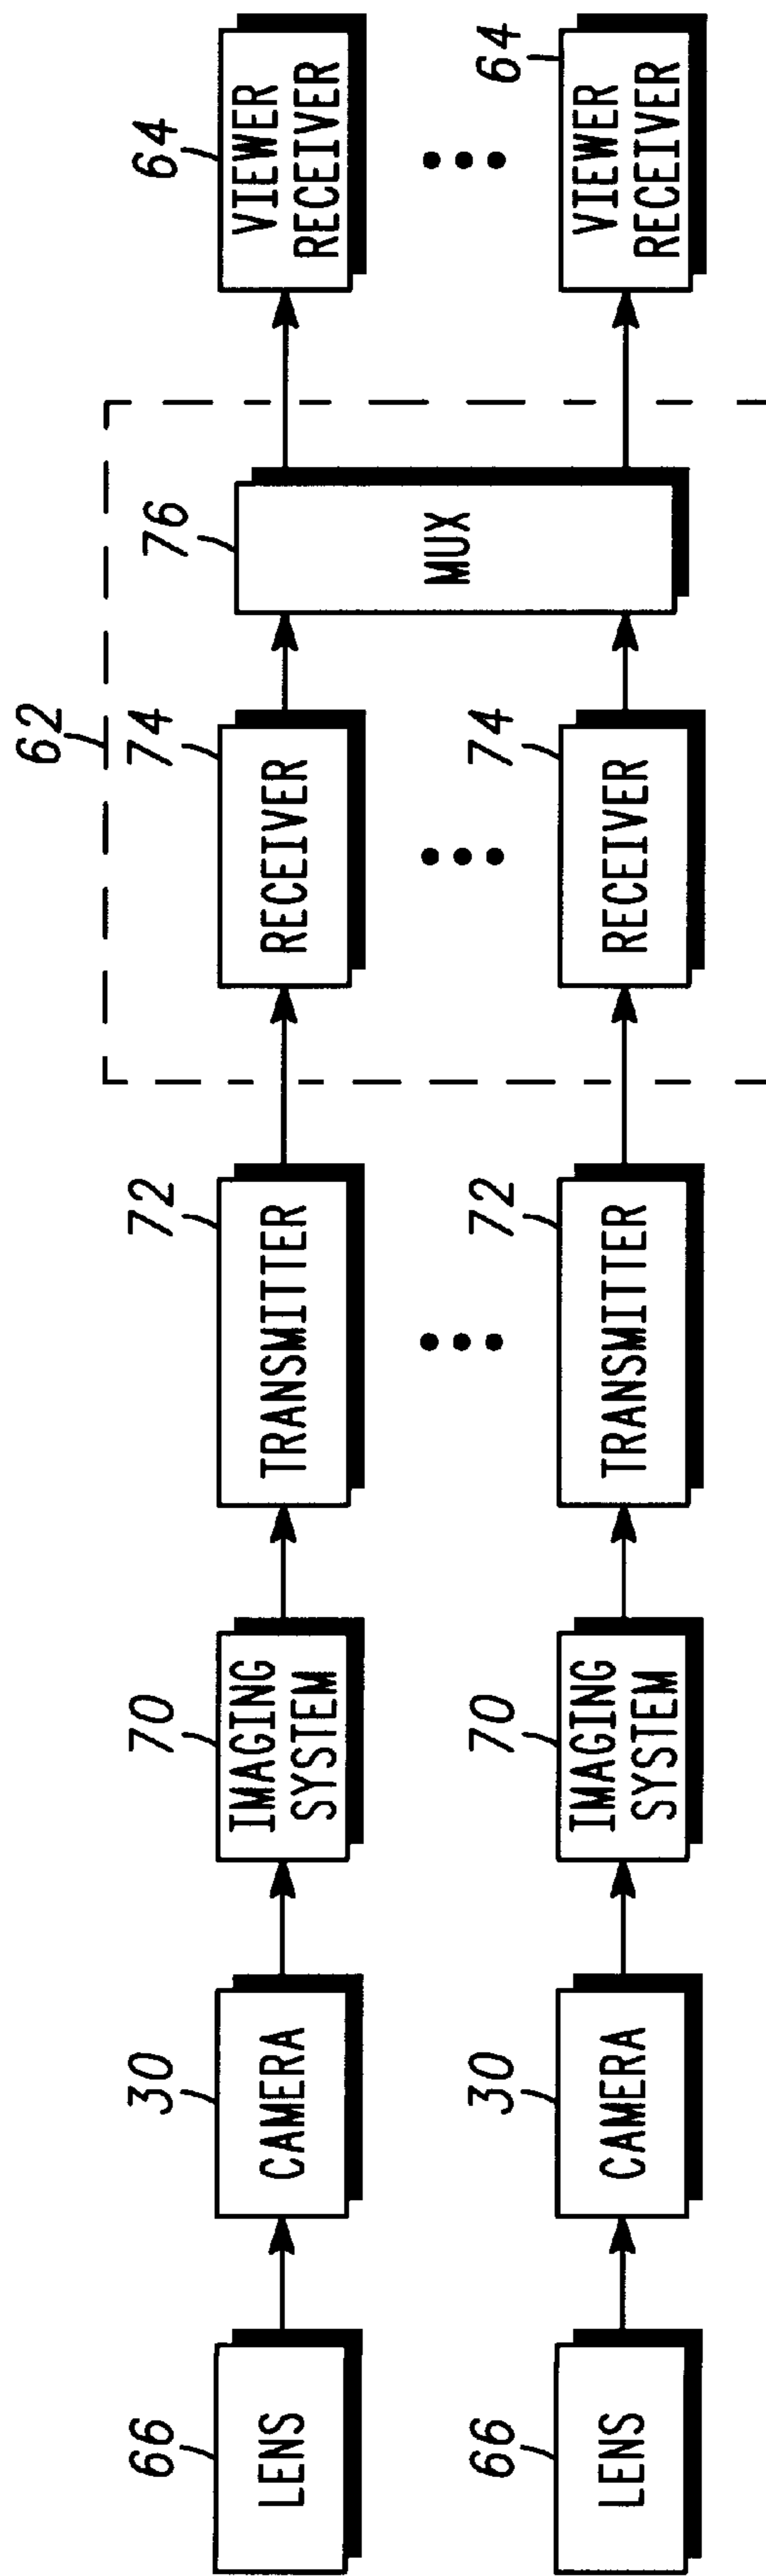 66
LENS
30
CAMERA
70
IMAGING
SYSTEM
72
TRANSMITTER
62
74
RECEIVER
76
MUX
64
VIEWER
RECEIVER
66
LENS
30
CAMERA
70
IMAGING
SYSTEM
72
TRANSMITTER
74
RECEIVER
64
VIEWER
RECEIVER